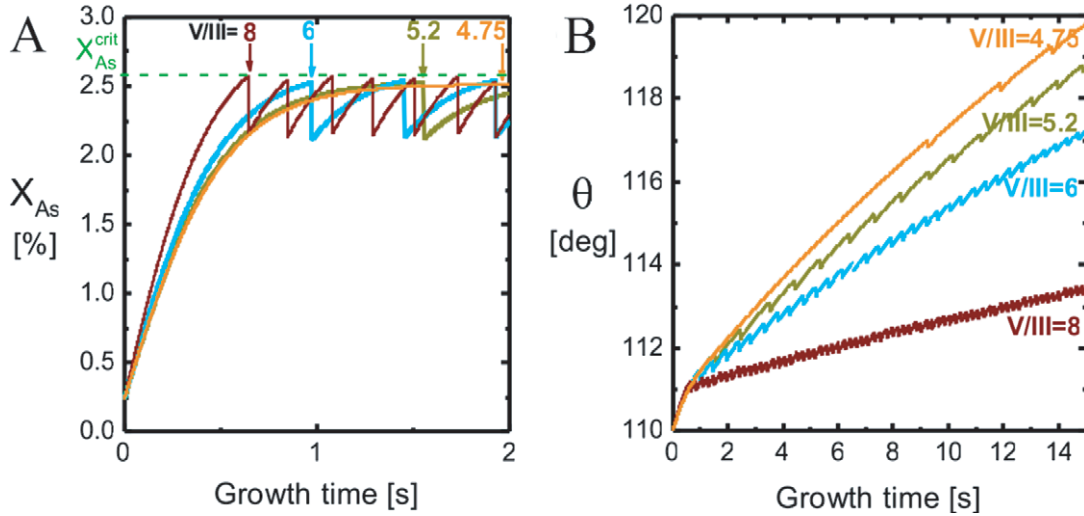 A
X_As^crit
V/III= 8 6 5.2 4.75
3.0
2.5
2.0
1.5
1.0
0.5
0.0
X_As
[%]
0 1 2
Growth time [s]
B
V/III=4.75
V/III=5.2
V/III=6
V/III=8
120
118
116
114
112
110
θ
[deg]
0 2 4 6 8 10 12 14
Growth time [s]